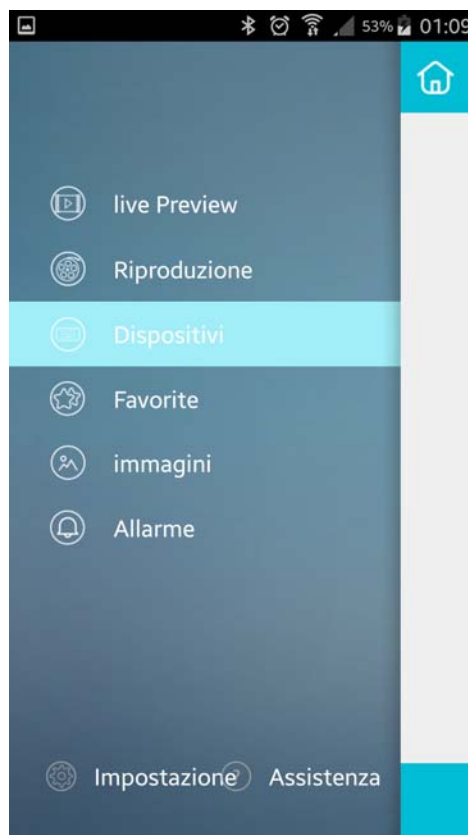 53% 01:09
live Preview
Riproduzione
Dispositivi
Favorite
immagini
Allarme
Impostazione ? Assistenza